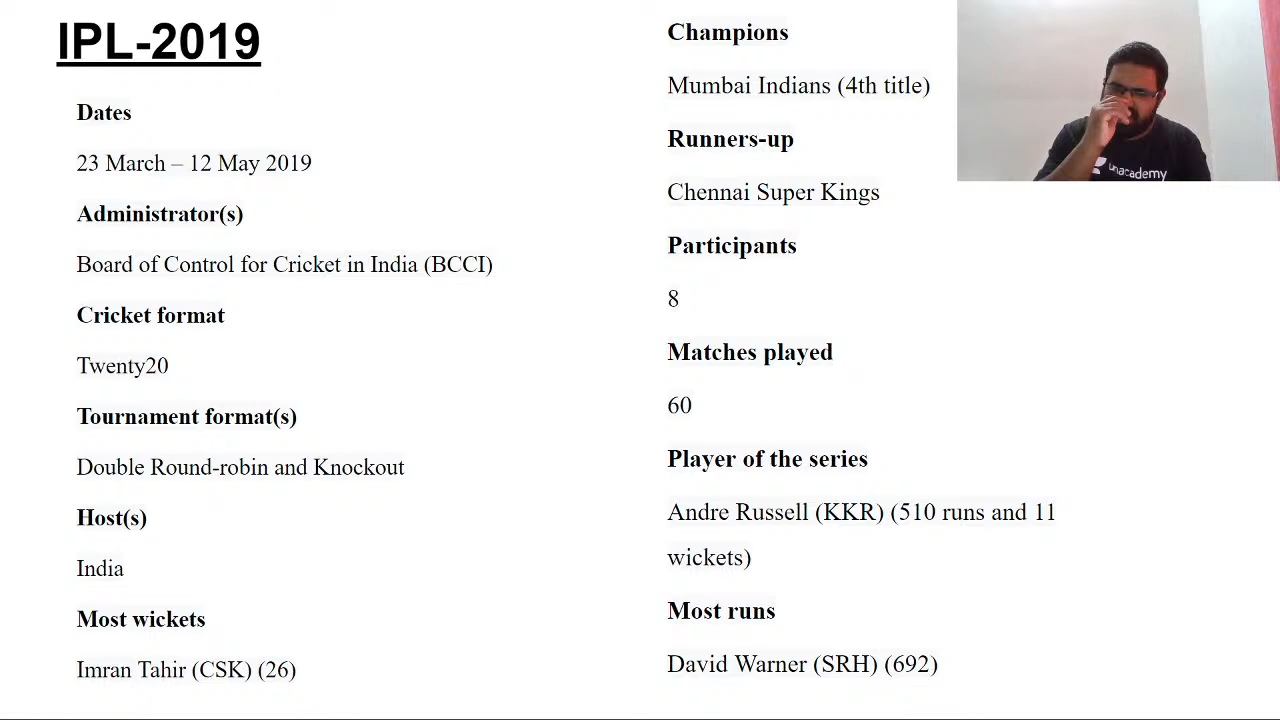 IPL-2019
Dates
23 March – 12 May 2019
Administrator(s)
Board of Control for Cricket in India (BCCI)
Cricket format
Twenty20
Tournament format(s)
Double Round-robin and Knockout
Host(s)
India
Most wickets
Imran Tahir (CSK) (26)
Champions
Mumbai Indians (4th title)
Runners-up
Chennai Super Kings
Participants
8
Matches played
60
Player of the series
Andre Russell (KKR) (510 runs and 11
wickets)
Most runs
David Warner (SRH) (692)
unacademy